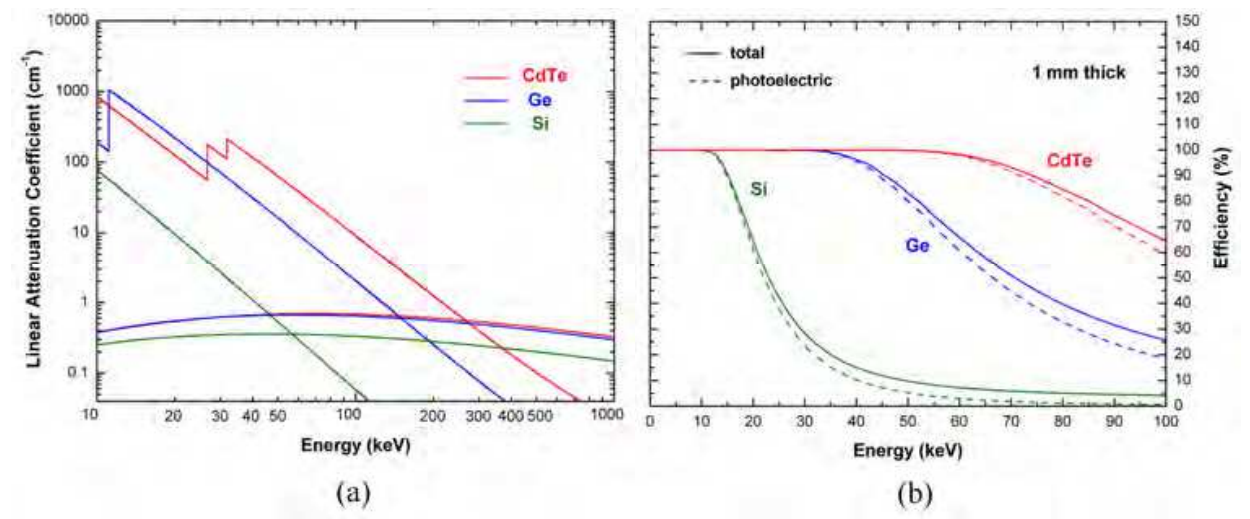 10000
1000
100
10
1
0.1
Linear Attenuation Coefficient (cm⁻¹)
CdTe
Ge
Si
10 20 30 40 50 100 200 300 400 500 1000
Energy (keV)
(a)
total
photoelectric
1 mm thick
Si
Ge
CdTe
150
140
130
120
110
100
90
80
70
60
50
40
30
20
10
0
Efficiency (%)
0 10 20 30 40 50 60 70 80 90 100
Energy (keV)
(b)